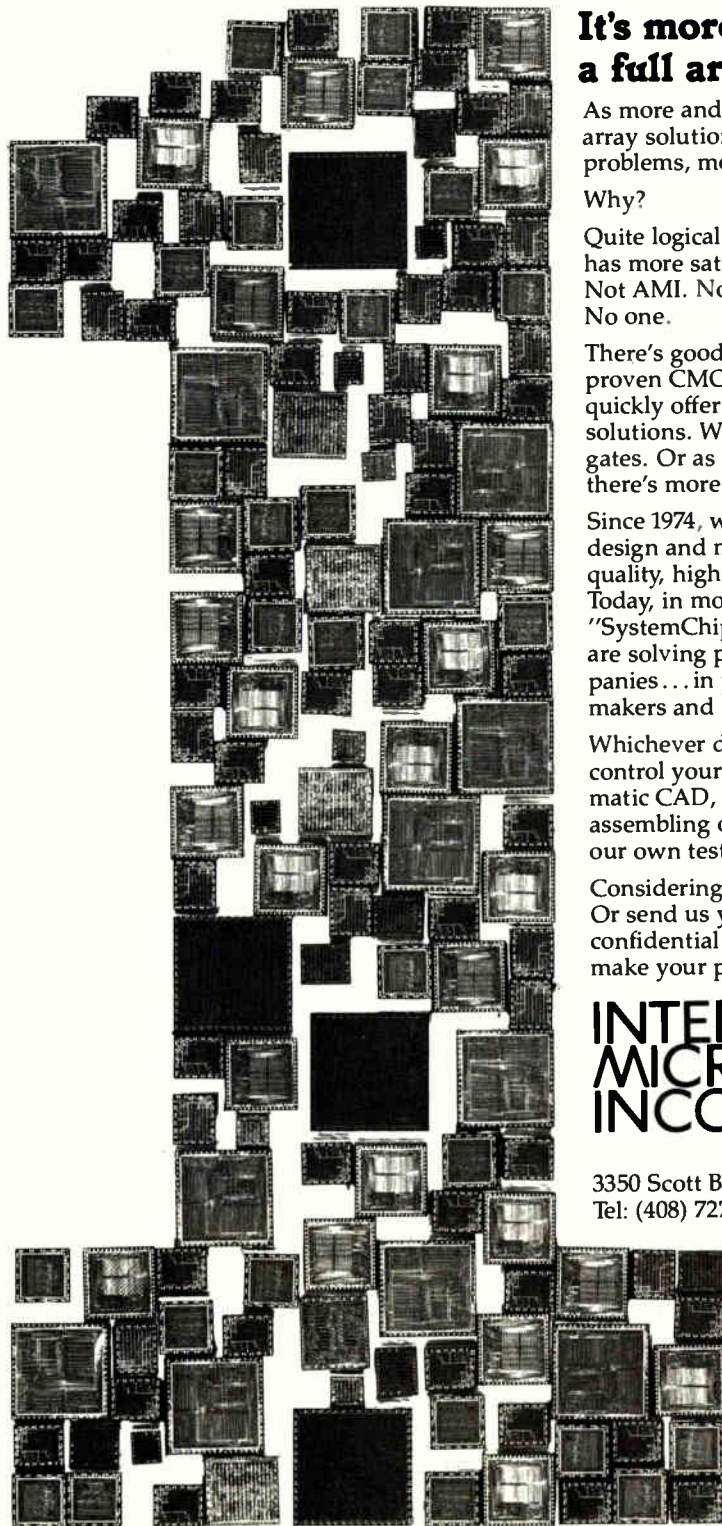 It's more
a full ar
As more and
array solution
problems, mo
Why?
Quite logical
has more sat
Not AMI. No
No one.
There's good
proven CMO
quickly offer
solutions. W
gates. Or as
there's more
Since 1974, w
design and m
quality, high
Today, in mo
"SystemChip
are solving p
panies...in
makers and
Whichever d
control your
matic CAD,
assembling o
our own test
Considering
Or send us y
confidential
make your p
INTE
MICR
INCO
3350 Scott B
Tel: (408) 727